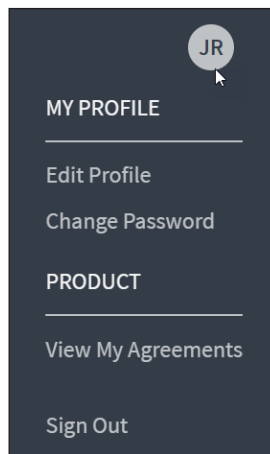 JR
MY PROFILE
Edit Profile
Change Password
PRODUCT
View My Agreements
Sign Out